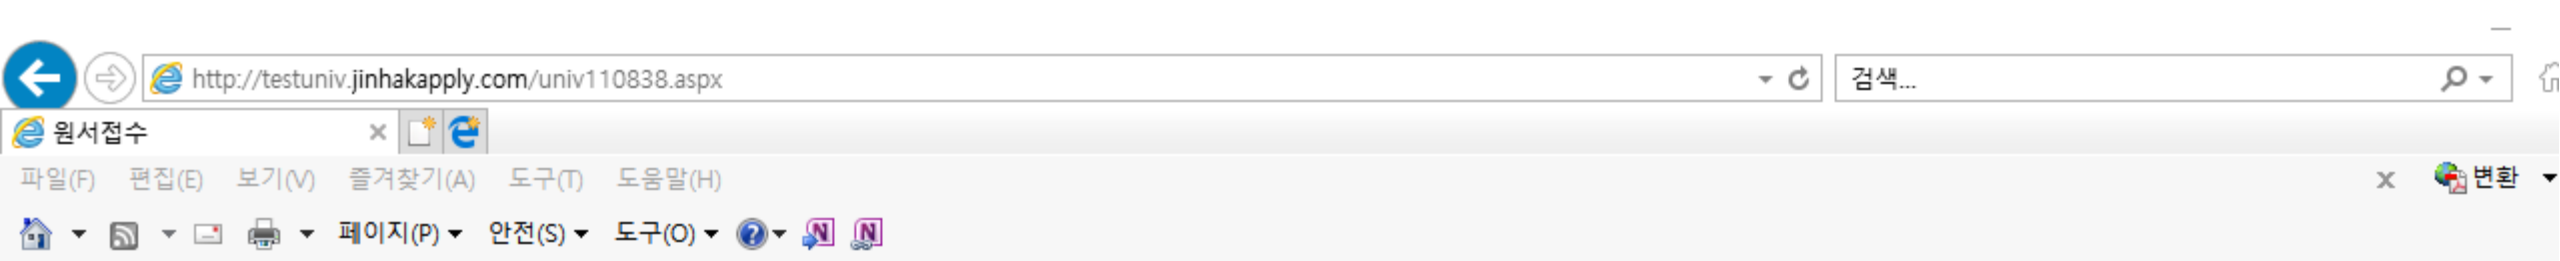 http://testuniv.jinhakapply.com/univ110838.aspx 검색...
원서접수
파일(F) 편집(E) 보기(V) 즐겨찾기(A) 도구(T) 도움말(H) 변환
페이지(P) 안전(S) 도구(O)